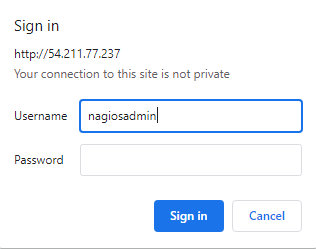 Sign in
http://54.211.77.237
Your connection to this site is not private
Username nagiosadmin
Password
Sign in Cancel